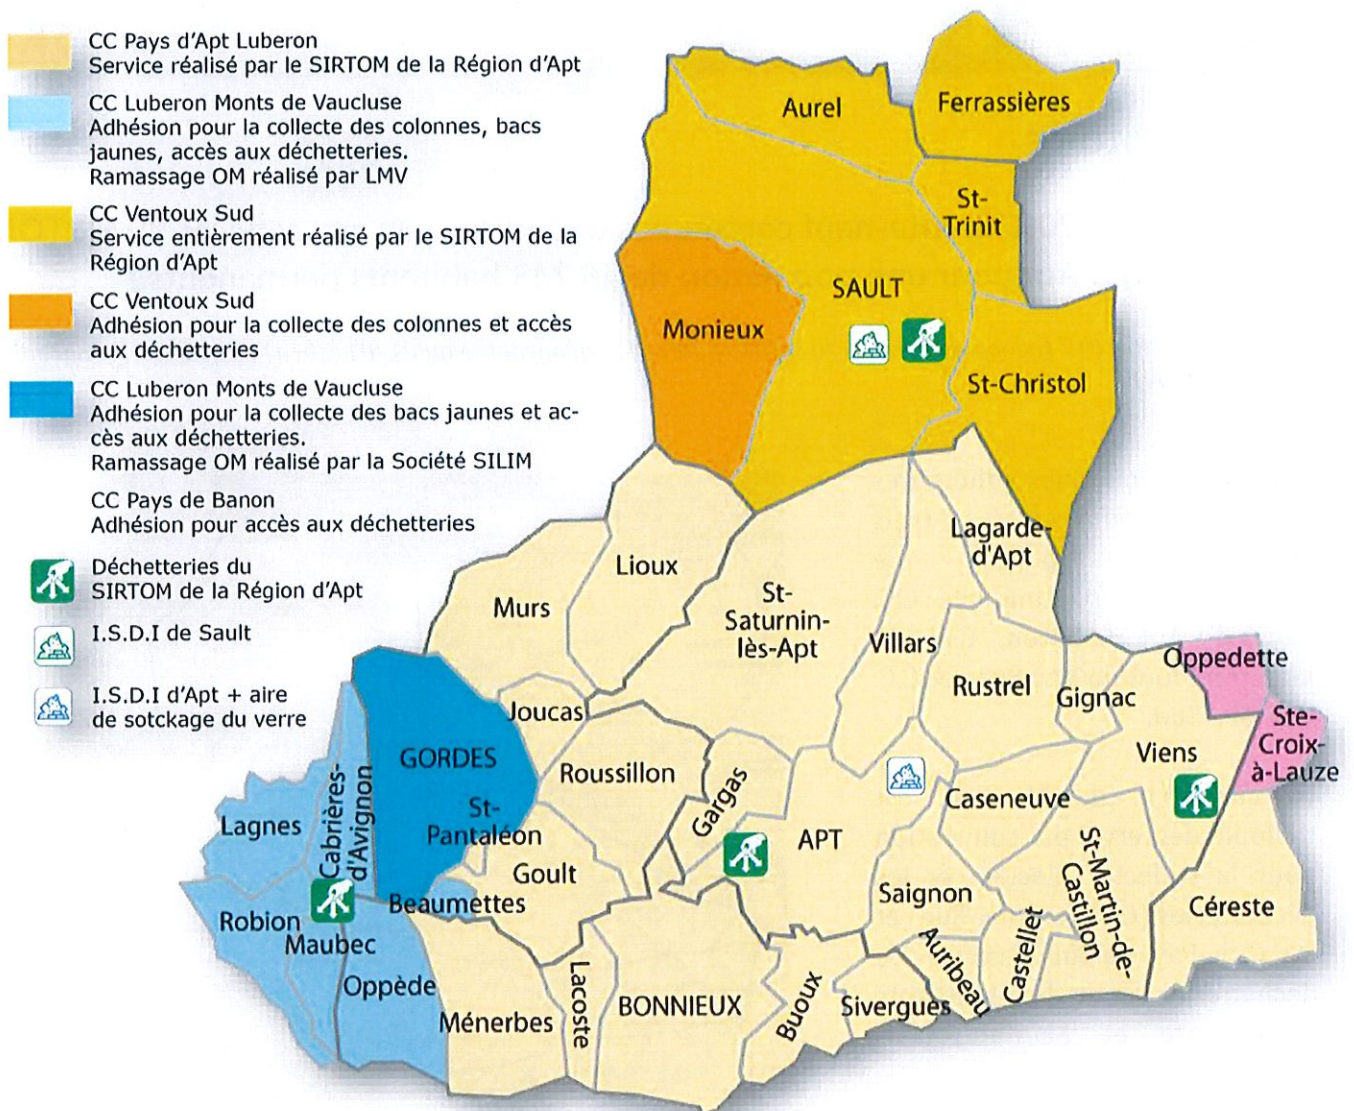 CC Pays d'Apt Luberon
Service réalisé par le SIRTOM de la Région d'Apt
CC Luberon Monts de Vaucluse
Adhésion pour la collecte des colonnes, bacs
jaunes, accès aux déchetteries.
Ramassage OM réalisé par LMV
CC Ventoux Sud
Service entièrement réalisé par le SIRTOM de la
Région d'Apt
CC Ventoux Sud
Adhésion pour la collecte des colonnes et accès
aux déchetteries
CC Luberon Monts de Vaucluse
Adhésion pour la collecte des bacs jaunes et ac-
cès aux déchetteries.
Ramassage OM réalisé par la Société SILIM
CC Pays de Banon
Adhésion pour accès aux déchetteries
Déchetteries du
SIRTOM de la Région d'Apt
I.S.D.I de Sault
I.S.D.I d'Apt + aire
de sotckage du verre
Aurel
Ferrassières
St-
Trinit
SAULT
Monieux
St-Christol
Lagarde-
d'Apt
Lioux
Murs
St-
Saturnin-
lès-Apt
Villars
Rustrel
Gignac
Oppedette
Ste-
Croix-
à-Lauze
Viens
Joucas
GORDES
Roussillon
Gargas
St-
Pantaléon
Cabrières-
d'Avignon
Lagnes
APT
Caseneuve
Goult
Beaumettes
Saignon
St-Martin-de-
Castillon
Céreste
Robion
Maubec
Oppède
Ménerbes
Lacoste
BONNIEUX
Buoux
Sivergues
Auribeau
Castellet